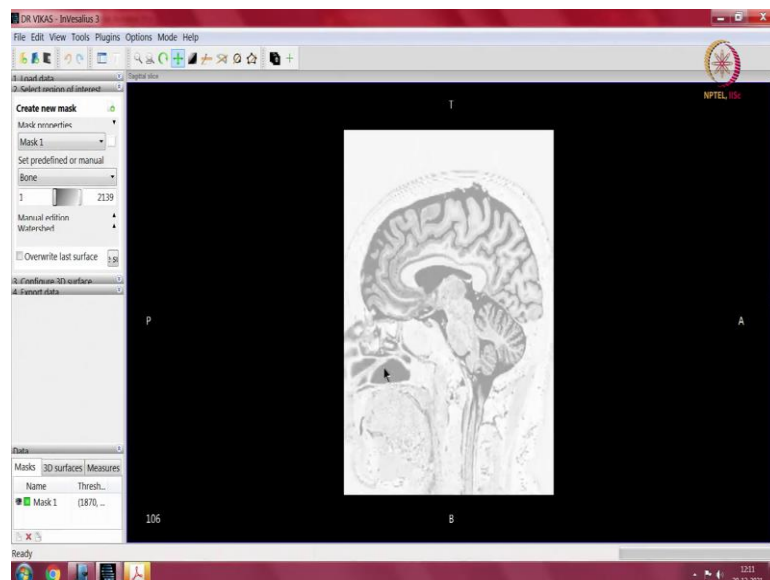 DR VIKAS - InVesalius 3
File Edit View Tools Plugins Options Mode Help
1. Load data
Sagital slice
2. Select region of interest
NPTEL, IISc
Create new mask
Mask properties
Mask 1
Set predefined or manual
Bone
1 2139
Manual edition
Watershed
Overwrite last surface
3. Configure 3D surface
4. Export data
T
P
A
B
106
Data
Masks 3D surfaces Measures
Name Thresh...
Mask 1 (1870, ...
Ready
12:11